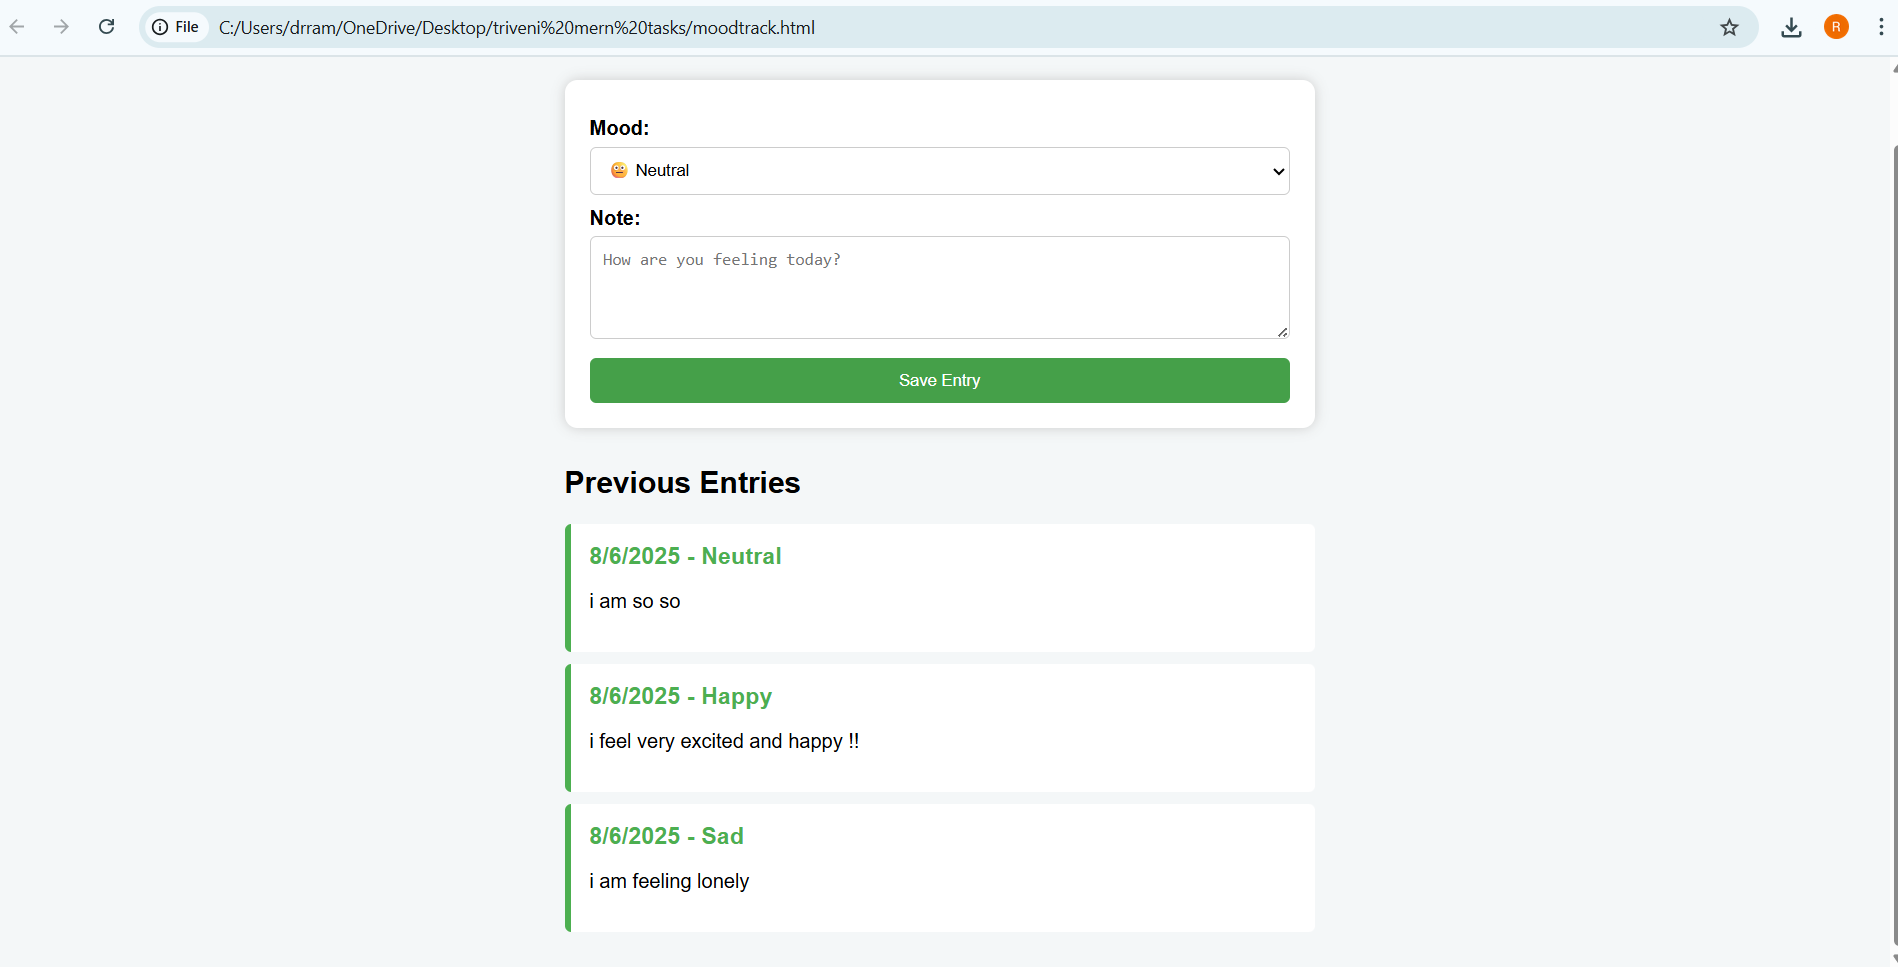 File C:/Users/drram/OneDrive/Desktop/triveni%20mern%20tasks/moodtrack.html
R
Mood:
😐 Neutral
Note:
How are you feeling today?
Save Entry
Previous Entries
8/6/2025 - Neutral
i am so so
8/6/2025 - Happy
i feel very excited and happy !!
8/6/2025 - Sad
i am feeling lonely